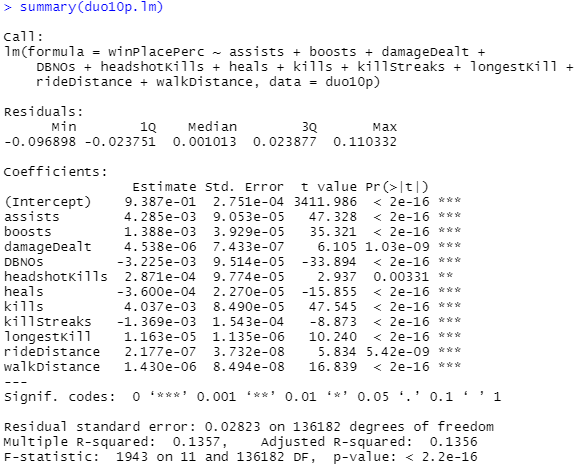 > summary(duo10p.lm)

Call:
lm(formula = winPlacePerc ~ assists + boosts + damageDealt +
    DBNOs + headshotKills + heals + kills + killStreaks + longestKill +
    rideDistance + walkDistance, data = duo10p)

Residuals:
      Min        1Q    Median        3Q       Max
-0.096898 -0.023751  0.001013  0.023877  0.110332

Coefficients:
                Estimate Std. Error  t value Pr(>|t|)
(Intercept)    9.387e-01  2.751e-04 3411.986  < 2e-16 ***
assists        4.285e-03  9.053e-05   47.328  < 2e-16 ***
boosts         1.388e-03  3.929e-05   35.321  < 2e-16 ***
damageDealt    4.538e-06  7.433e-07    6.105 1.03e-09 ***
DBNOs         -3.225e-03  9.514e-05  -33.894  < 2e-16 ***
headshotKills  2.871e-04  9.774e-05    2.937  0.00331 **
heals         -3.600e-04  2.270e-05  -15.855  < 2e-16 ***
kills          4.037e-03  8.490e-05   47.545  < 2e-16 ***
killStreaks   -1.369e-03  1.543e-04   -8.873  < 2e-16 ***
longestKill    1.163e-05  1.135e-06   10.240  < 2e-16 ***
rideDistance   2.177e-07  3.732e-08    5.834 5.42e-09 ***
walkDistance   1.430e-06  8.494e-08   16.839  < 2e-16 ***
---
Signif. codes:  0 ‘***’ 0.001 ‘**’ 0.01 ‘*’ 0.05 ‘.’ 0.1 ‘ ’ 1

Residual standard error: 0.02823 on 136182 degrees of freedom
Multiple R-squared:  0.1357,    Adjusted R-squared:  0.1356
F-statistic:  1943 on 11 and 136182 DF,  p-value: < 2.2e-16